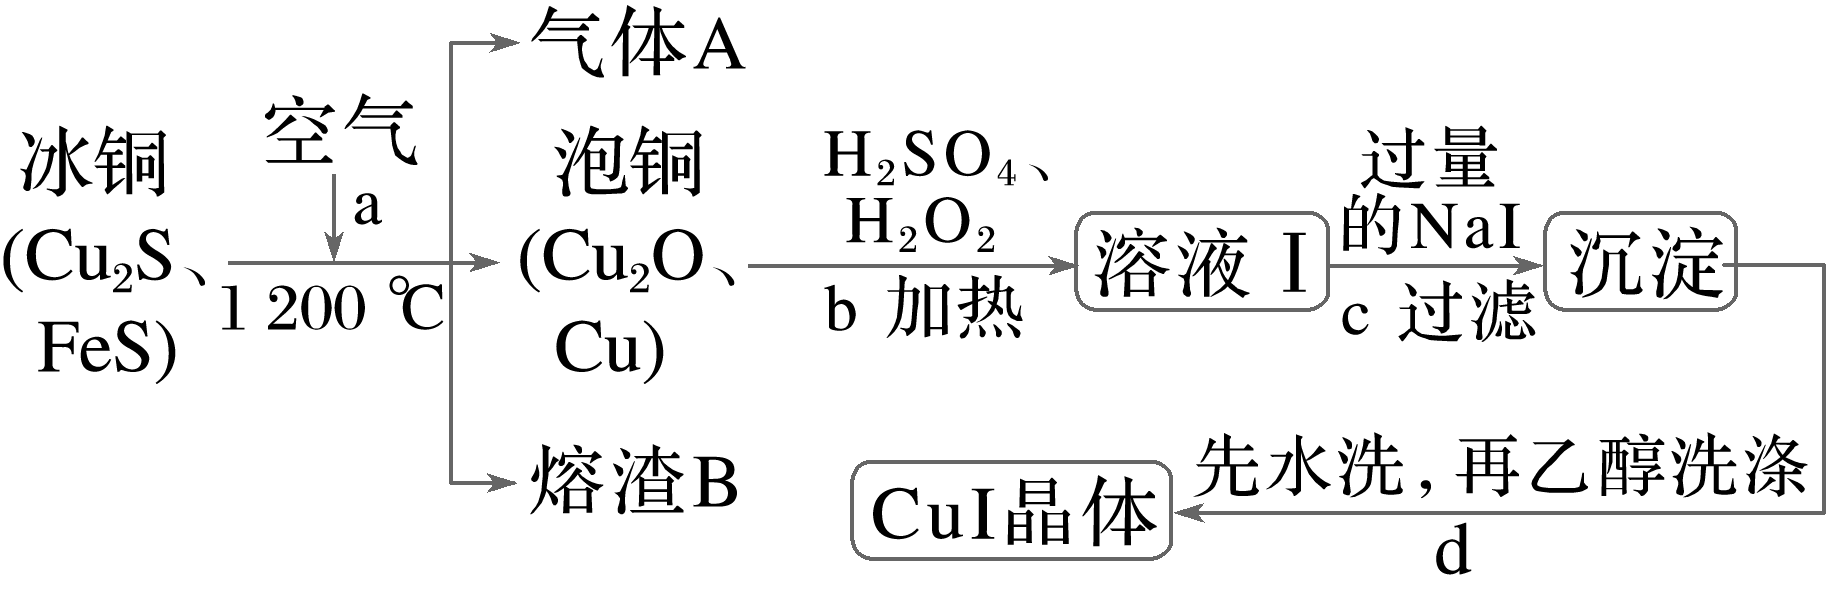 气体A
空气
a
冰铜
(Cu₂S、
FeS)
1 200 ℃
泡铜
(Cu₂O、
Cu)
熔渣B
H₂SO₄、
H₂O₂
b 加热
溶液 I
过量
的NaI
c 过滤
沉淀
先水洗,再乙醇洗涤
d
CuI晶体